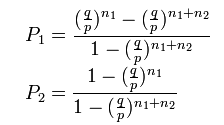 P_1 = \frac{(\frac{q}{p})^{n_1} - (\frac{q}{p})^{n_1+n_2}}{1 - (\frac{q}{p})^{n_1+n_2}}
P_2 = \frac{1 - (\frac{q}{p})^{n_1}}{1 - (\frac{q}{p})^{n_1+n_2}}